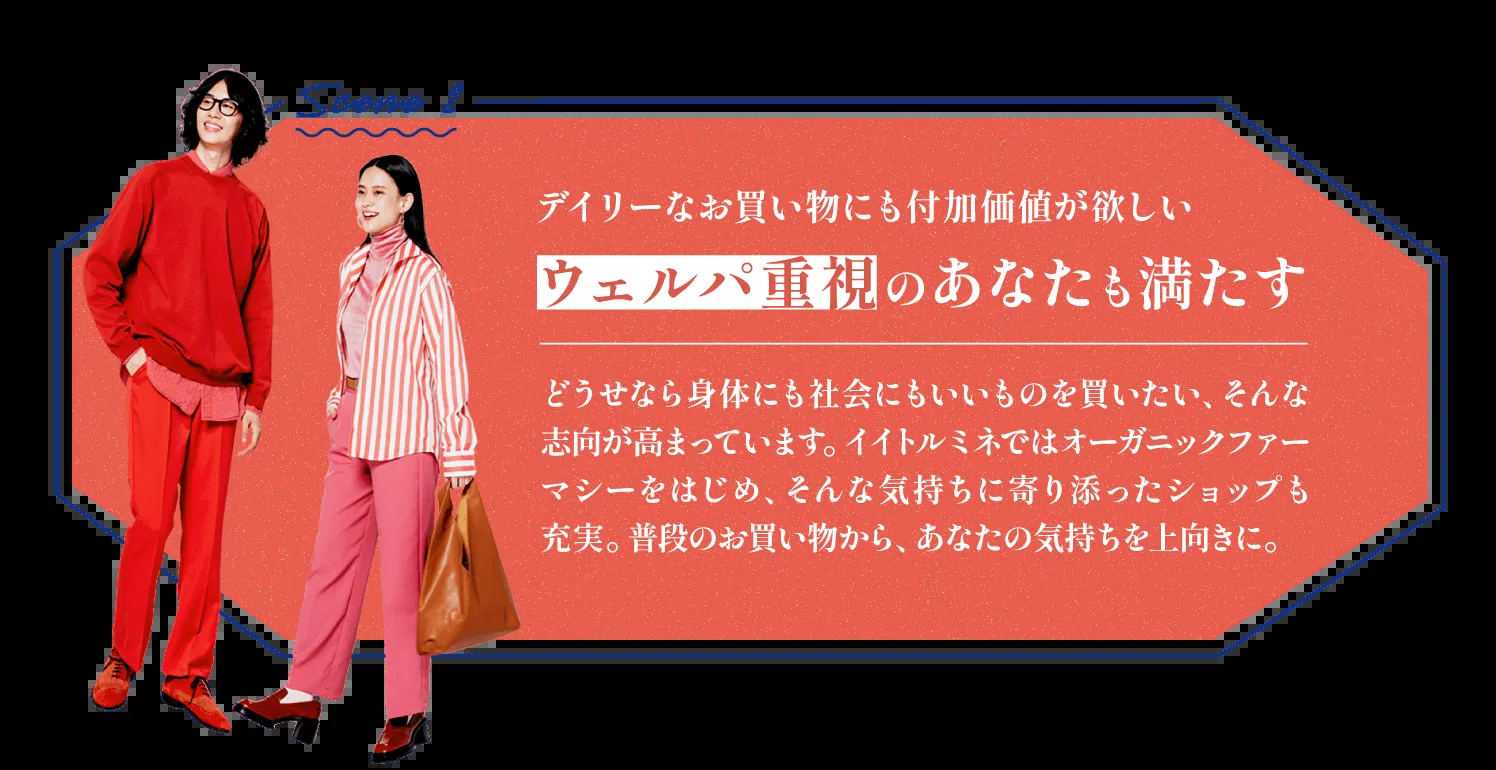 Scene 1
デイリーなお買い物にも付加価値が欲しい
ウェルパ重視のあなたも満たす
どうせなら身体にも社会にもいいものを買いたい、そんな
志向が高まっています。イイトルミネではオーガニックファー
マシーをはじめ、そんな気持ちに寄り添ったショップも
充実。普段のお買い物から、あなたの気持ちを上向きに。